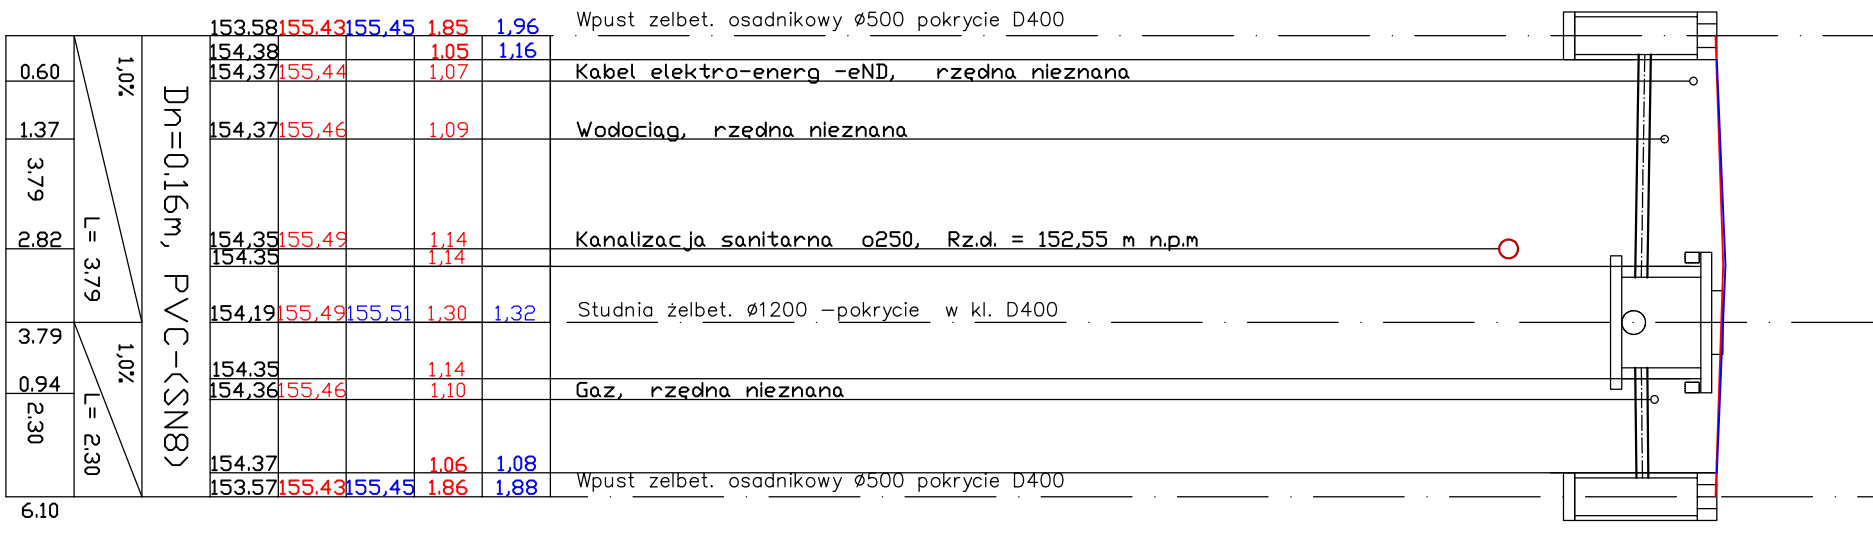 153.58 155.43 155,45 1.85 1,96 Wpust zelbet. osadnikowy ø500 pokrycie D400
154,38 1.05 1,16
0.60 154,37 155,44 1,07 Kabel elektro-energ -eND, rzędna nieznana
1.37 154,37 155,46 1,09 Wodociąg, rzędna nieznana
2.82 154,35 155,49 1,14 Kanalizacja sanitarna o250, Rz.d. = 152,55 m n.p.m
154.35 1,14
154,19 155,49 155,51 1,30 1,32 Studnia żelbet. ø1200 -pokrycie w kl. D400
3.79
154.35 1,14
0.94 154,36 155,46 1,10 Gaz, rzędna nieznana
154.37 1.06 1,08
153.57 155.43 155,45 1.86 1,88 Wpust zelbet. osadnikowy ø500 pokrycie D400
6.10
3.79
2.30
L= 3.79
L= 2.30
1,0%
1,0%
Dn=0.16m, PVC-(SN8)